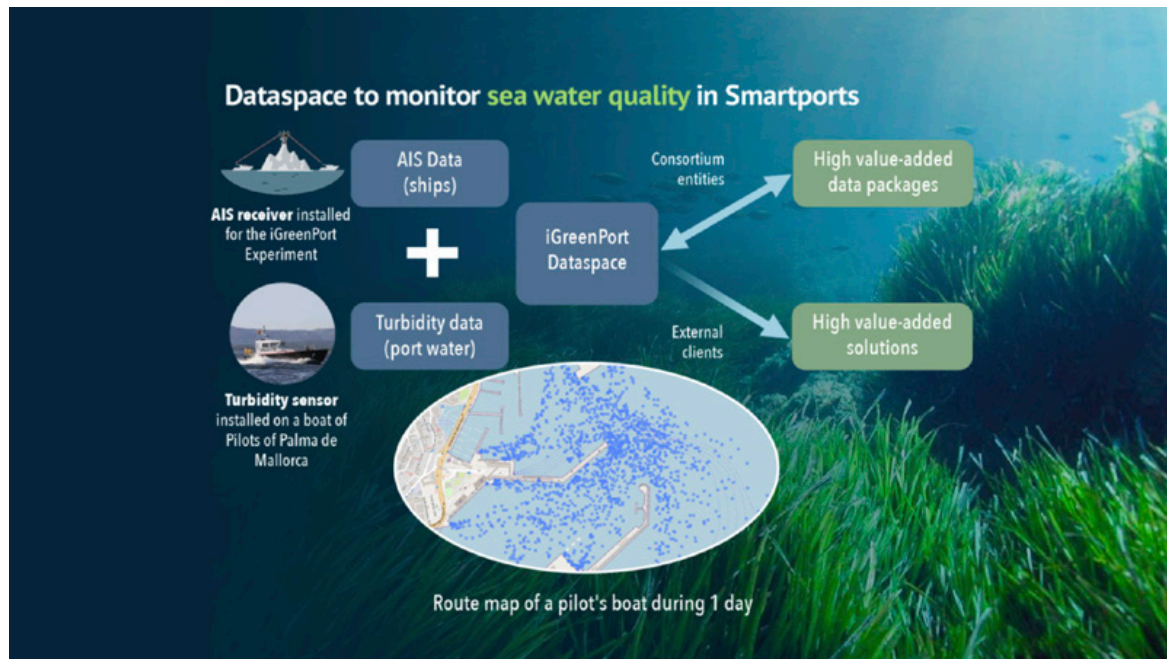 Dataspace to monitor sea water quality in Smartports
AIS Data
(ships)
AIS receiver installed
for the iGreenPort
Experiment
Turbidity data
(port water)
Turbidity sensor
installed on a boat of
Pilots of Palma de
Mallorca
iGreenPort
Dataspace
Consortium
entities
High value-added
data packages
External
clients
High value-added
solutions
Route map of a pilot's boat during 1 day